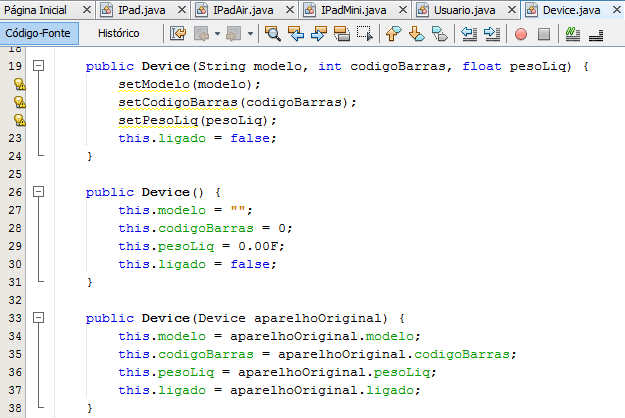 Página Inicial IPad.java IPadAir.java IPadMini.java Usuario.java Device.java
Código-Fonte Histórico
18
19 public Device(String modelo, int codigoBarras, float pesoLiq) {
setModelo(modelo);
setCodigoBarras(codigoBarras);
setPesoLiq(pesoLiq);
23 this.ligado = false;
24 }
25
26 public Device() {
27 this.modelo = "";
28 this.codigoBarras = 0;
29 this.pesoLiq = 0.00F;
30 this.ligado = false;
31 }
32
33 public Device(Device aparelhoOriginal) {
34 this.modelo = aparelhoOriginal.modelo;
35 this.codigoBarras = aparelhoOriginal.codigoBarras;
36 this.pesoLiq = aparelhoOriginal.pesoLiq;
37 this.ligado = aparelhoOriginal.ligado;
38 }